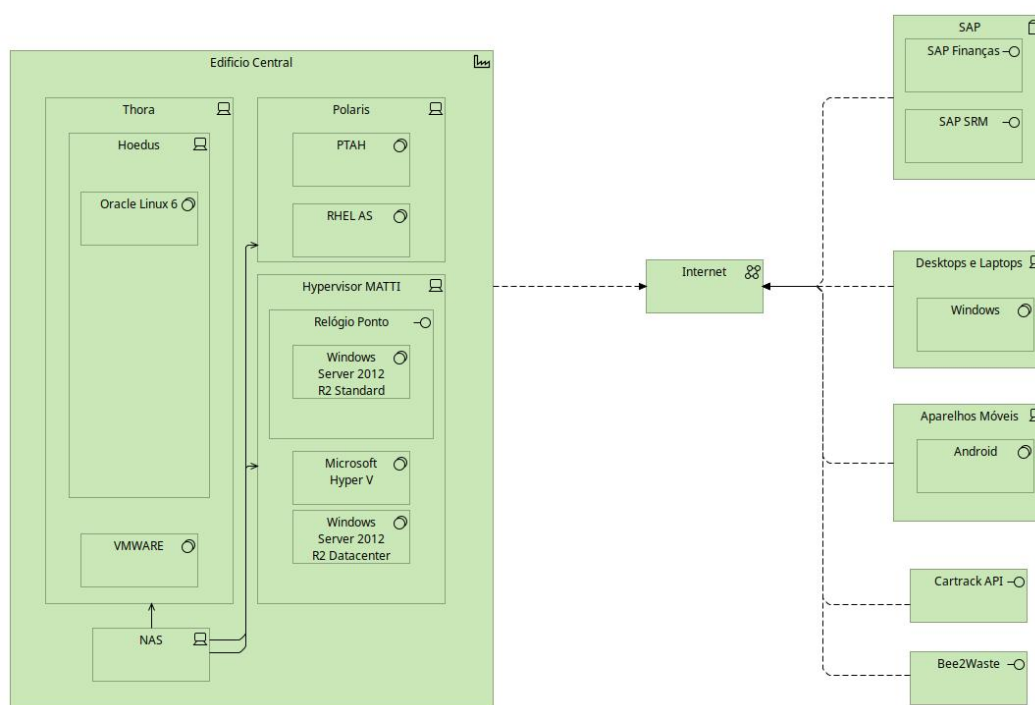 Edificio Central
Thora
Hoedus
Oracle Linux 6
VMWARE
NAS
Polaris
PTAH
RHEL AS
Hypervisor MATTI
Relógio Ponto
Windows
Server 2012
R2 Standard
Microsoft
Hyper V
Windows
Server 2012
R2 Datacenter
Internet
SAP
SAP Finanças
SAP SRM
Desktops e Laptops
Windows
Aparelhos Móveis
Android
Cartrack API
Bee2Waste